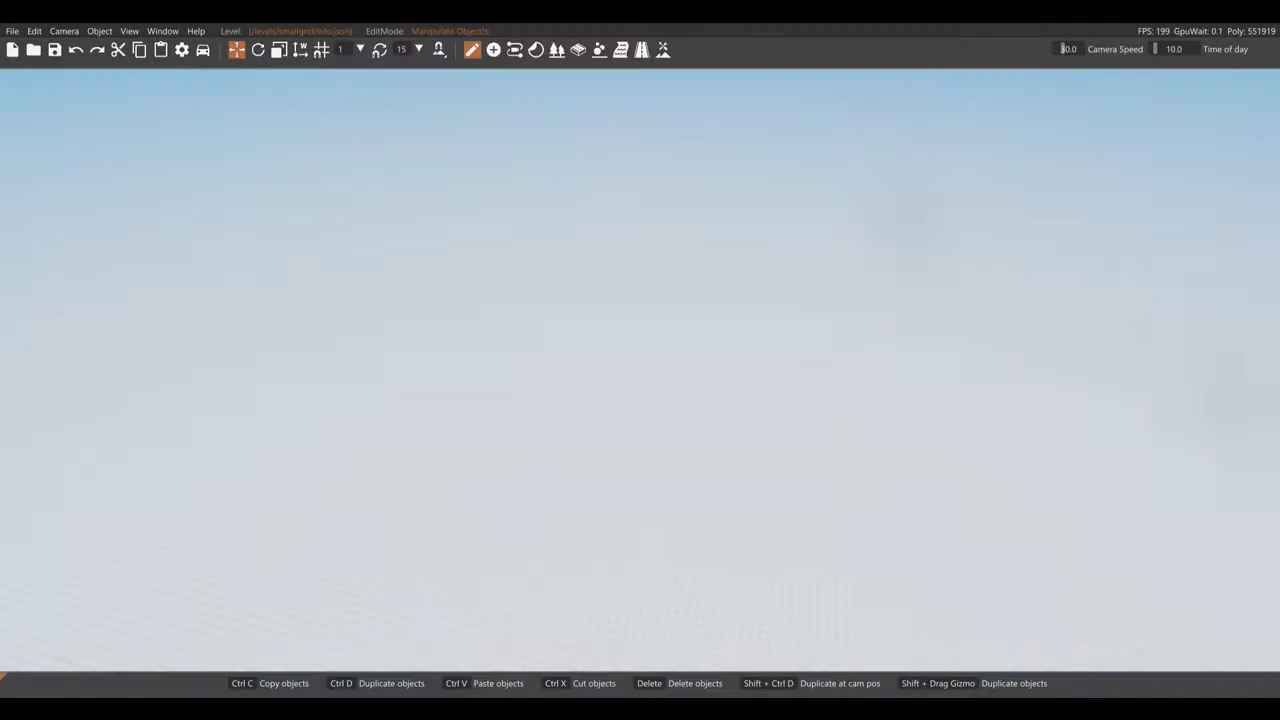 File Edit Camera Object View Window Help Level: [/levels/smallgrid/info.json] EditMode: Manipulate Object(s) FPS: 199 GpuWait: 0.1 Poly: 551919
1 15 Camera Speed 10.0 Time of day
Ctrl C Copy objects Ctrl D Duplicate objects Ctrl V Paste objects Ctrl X Cut objects Delete Delete objects Shift + Ctrl D Duplicate at cam pos Shift + Drag Gizmo Duplicate objects